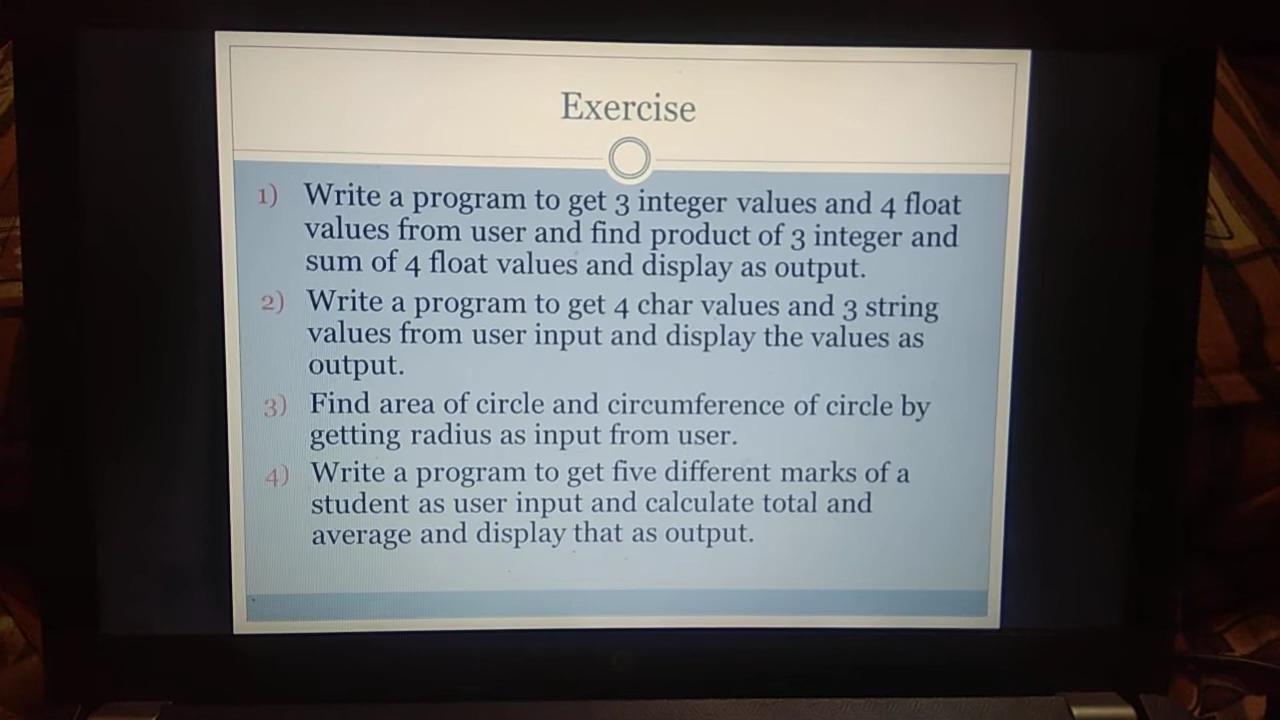 Exercise
1) Write a program to get 3 integer values and 4 float
values from user and find product of 3 integer and
sum of 4 float values and display as output.
2) Write a program to get 4 char values and 3 string
values from user input and display the values as
output.
3) Find area of circle and circumference of circle by
getting radius as input from user.
4) Write a program to get five different marks of a
student as user input and calculate total and
average and display that as output.